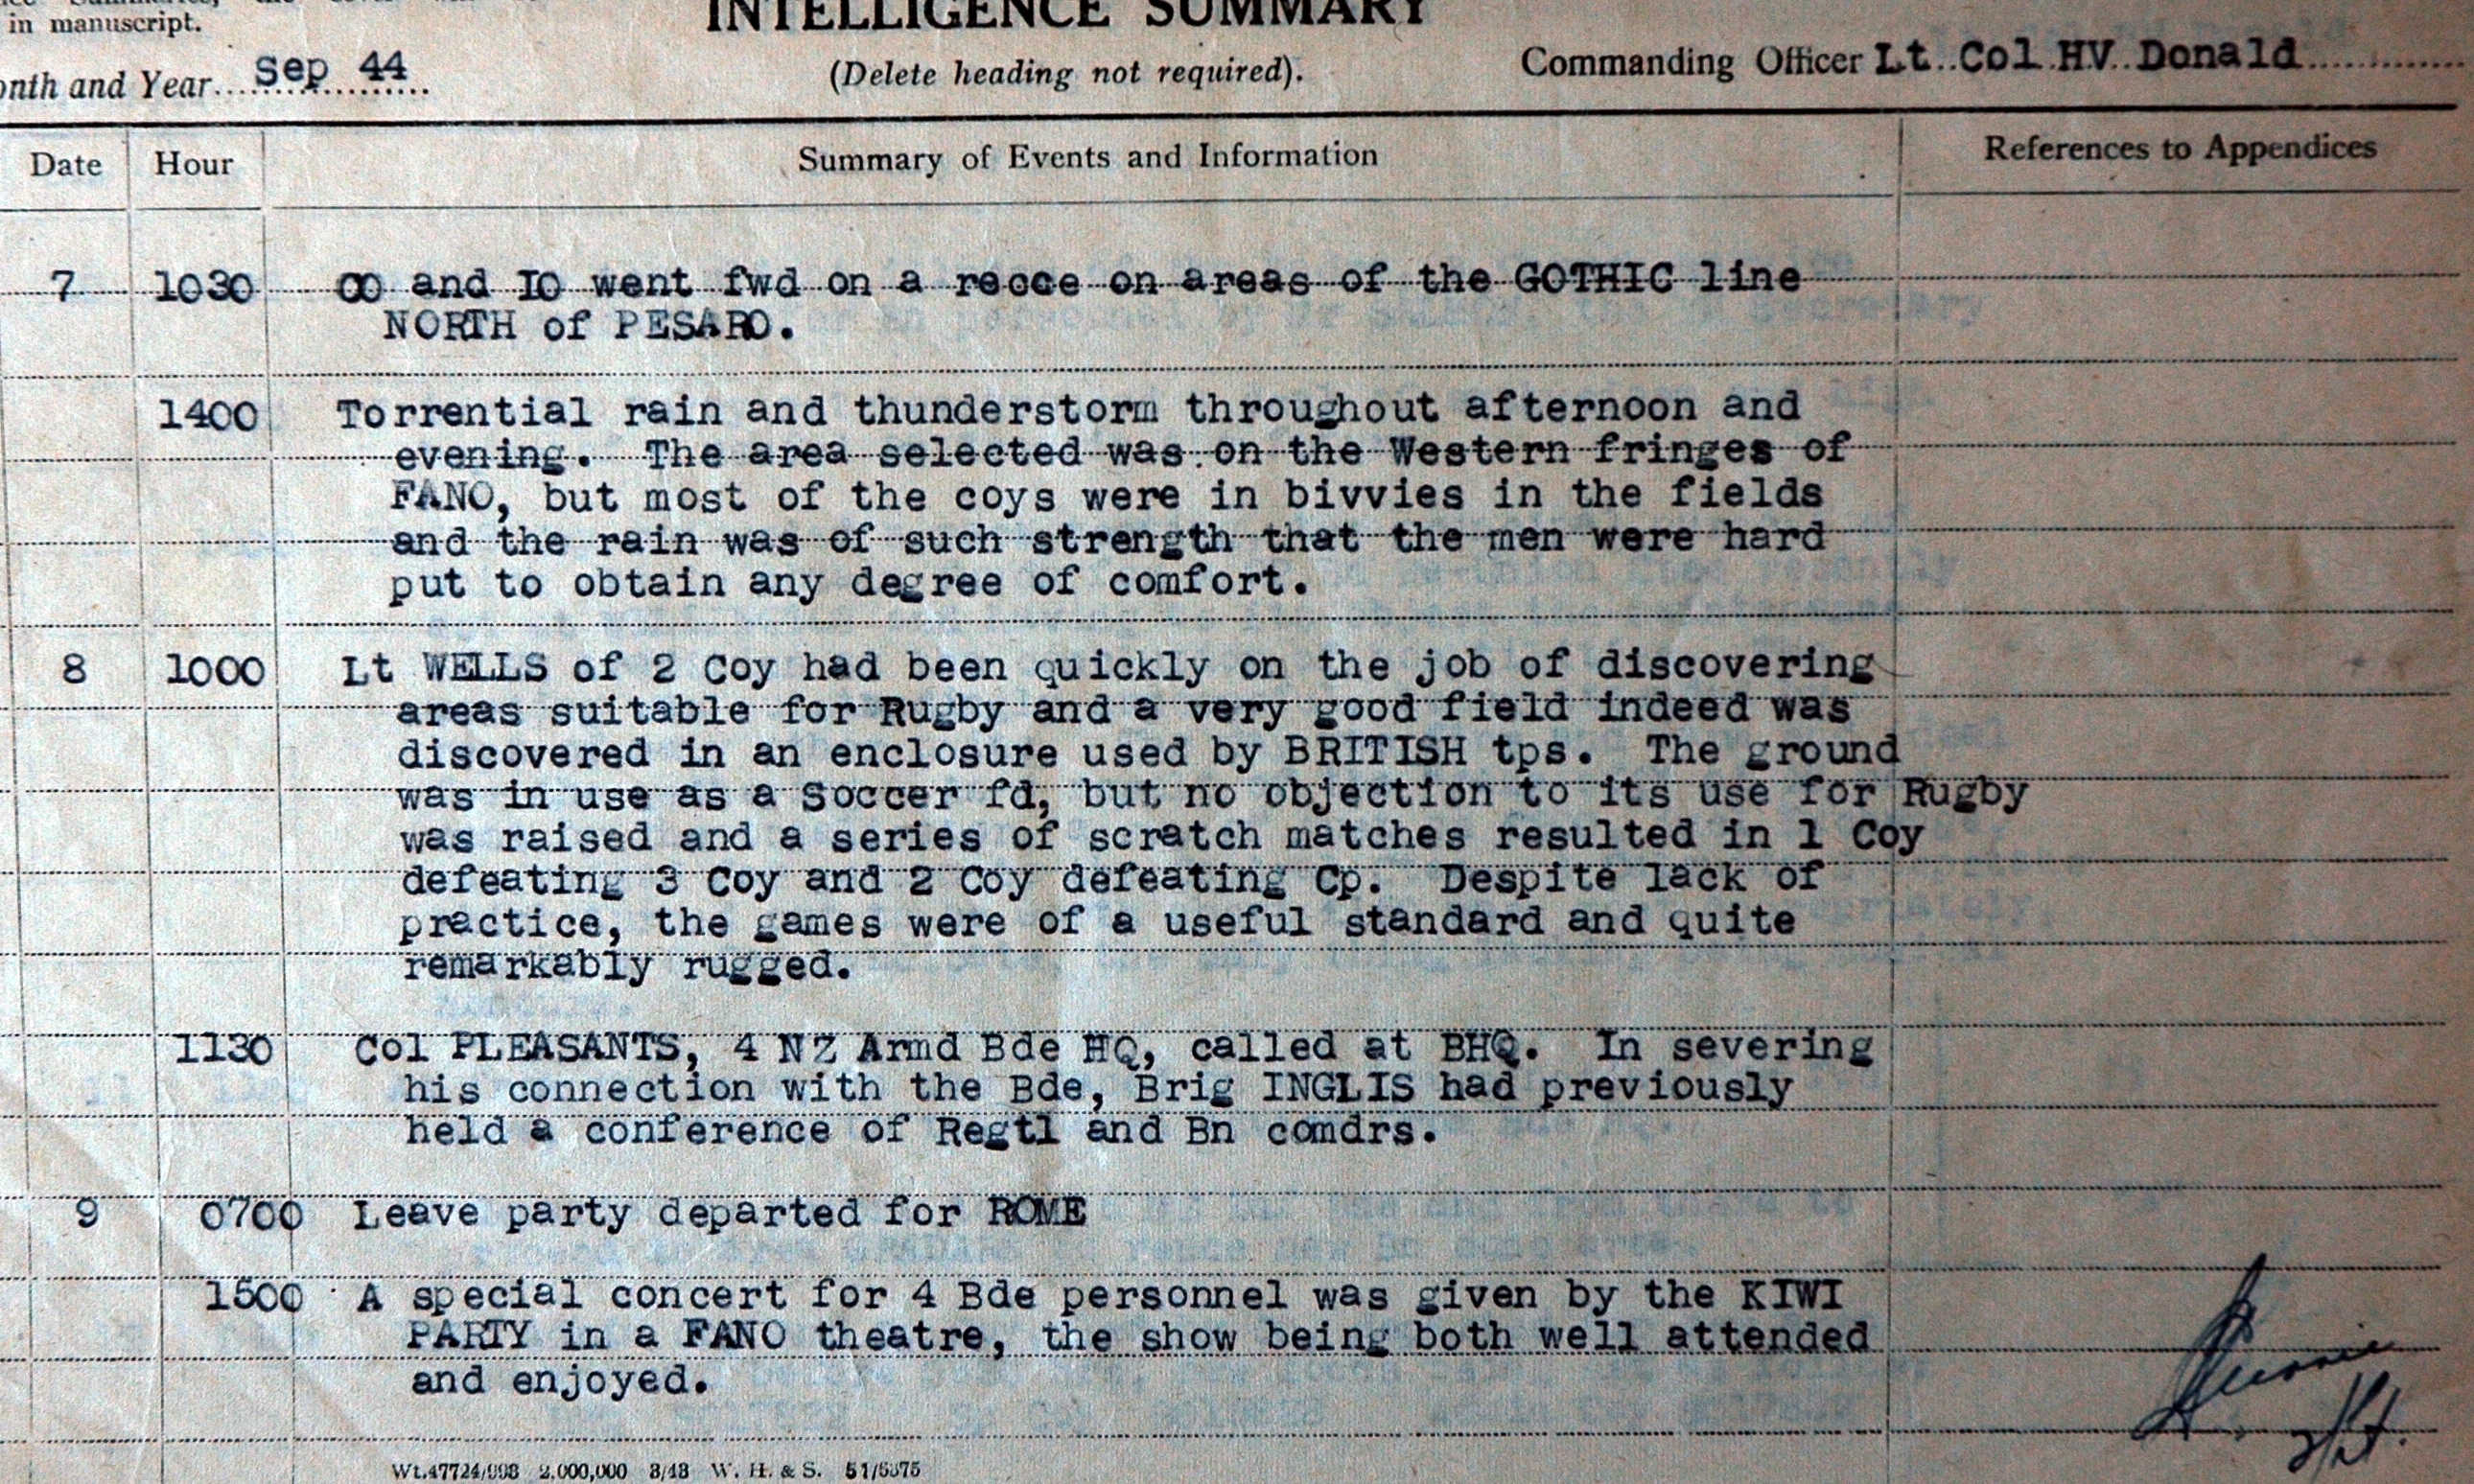 in manuscript.
INTELLIGENCE SUMMARY
(Delete heading not required).
onth and Year.... Sep 44
Commanding Officer Lt Col HV Donald
Date Hour Summary of Events and Information References to Appendices
7 1030 CO and IO went fwd on a recce on areas of the GOTHIC line
NORTH of PESARO.
1400 Torrential rain and thunderstorm throughout afternoon and
evening. The area selected was on the Western fringes of
FANO, but most of the coys were in bivvies in the fields
and the rain was of such strength that the men were hard
put to obtain any degree of comfort.
8 1000 Lt WELLS of 2 Coy had been quickly on the job of discovering
areas suitable for Rugby and a very good field indeed was
discovered in an enclosure used by BRITISH tps. The ground
was in use as a Soccer fd, but no objection to its use for Rugby
was raised and a series of scratch matches resulted in 1 Coy
defeating 3 Coy and 2 Coy defeating Cp. Despite lack of
practice, the games were of a useful standard and quite
remarkably rugged.
1130 Col PLEASANTS, 4 NZ Armd Bde HQ, called at BHQ. In severing
his connection with the Bde, Brig INGLIS had previously
held a conference of Regtl and Bn comdrs.
9 0700 Leave party departed for ROME
1500 A special concert for 4 Bde personnel was given by the KIWI
PARTY in a FANO theatre, the show being both well attended
and enjoyed.
2,000,000 W. H. & S.